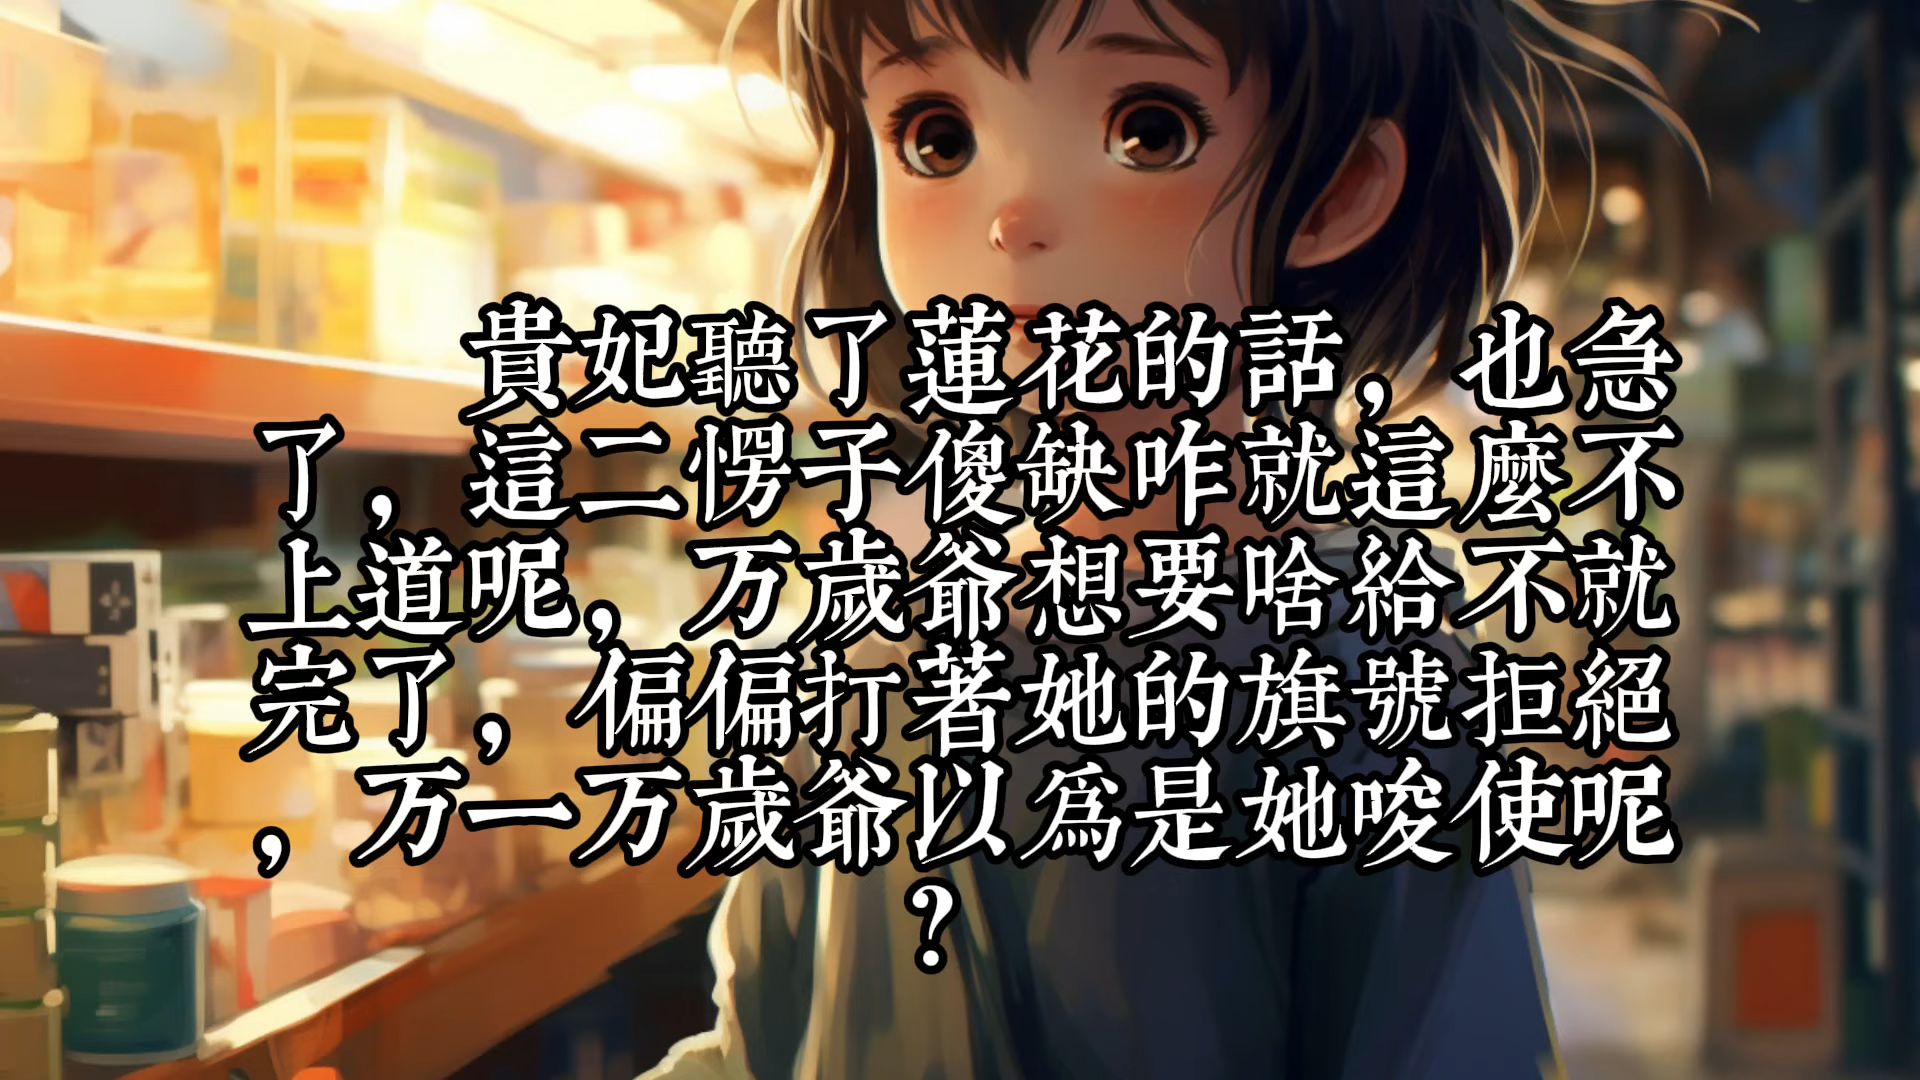 貴妃聽了蓮花的話，也急
了，這二愣子傻缺咋就這麼不
上道呢，万歲爺想要啥給不就
完了，偏偏打著她的旗號拒絕
，万一万歲爺以爲是她唆使呢
？